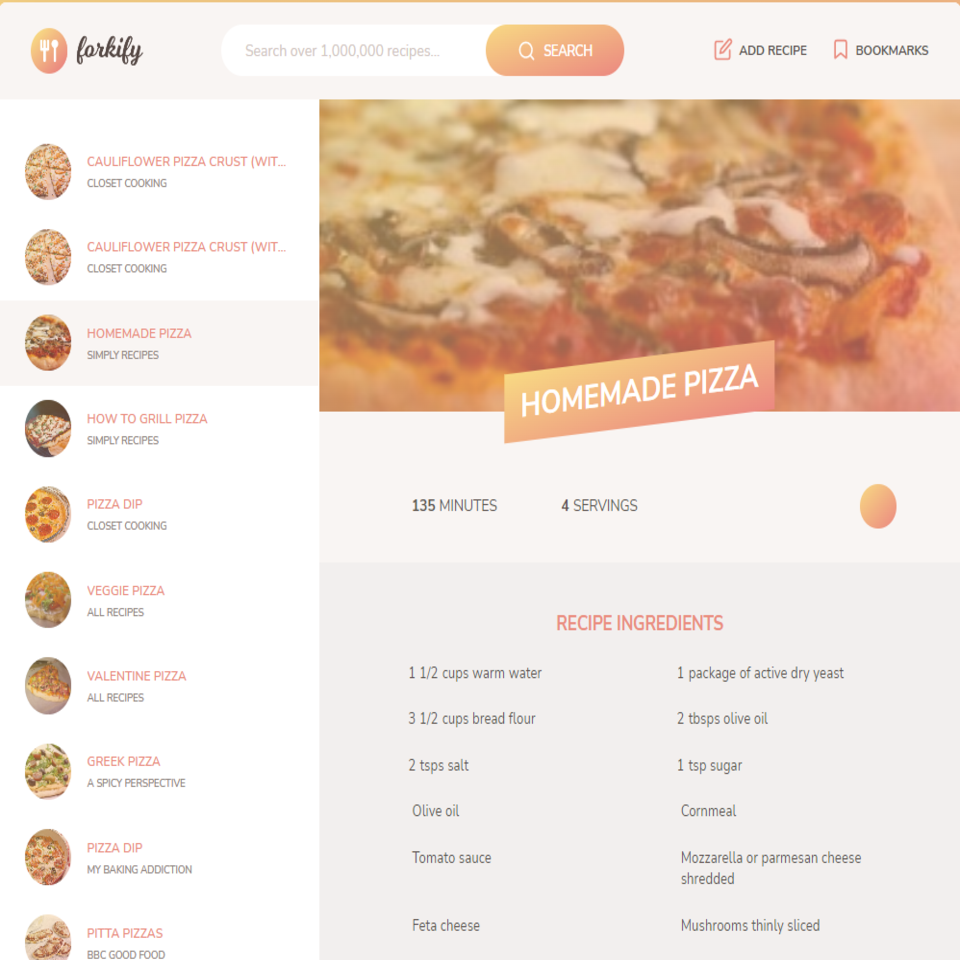 forkify
Search over 1,000,000 recipes...
SEARCH
ADD RECIPE
BOOKMARKS
CAULIFLOWER PIZZA CRUST (WIT...
CLOSET COOKING
CAULIFLOWER PIZZA CRUST (WIT...
CLOSET COOKING
HOMEMADE PIZZA
SIMPLY RECIPES
HOW TO GRILL PIZZA
SIMPLY RECIPES
PIZZA DIP
CLOSET COOKING
VEGGIE PIZZA
ALL RECIPES
VALENTINE PIZZA
ALL RECIPES
GREEK PIZZA
A SPICY PERSPECTIVE
PIZZA DIP
MY BAKING ADDICTION
PITTA PIZZAS
BBC GOOD FOOD
HOMEMADE PIZZA
135 MINUTES
4 SERVINGS
RECIPE INGREDIENTS
1 1/2 cups warm water
1 package of active dry yeast
3 1/2 cups bread flour
2 tbsps olive oil
2 tsps salt
1 tsp sugar
Olive oil
Cornmeal
Tomato sauce
Mozzarella or parmesan cheese
shredded
Feta cheese
Mushrooms thinly sliced